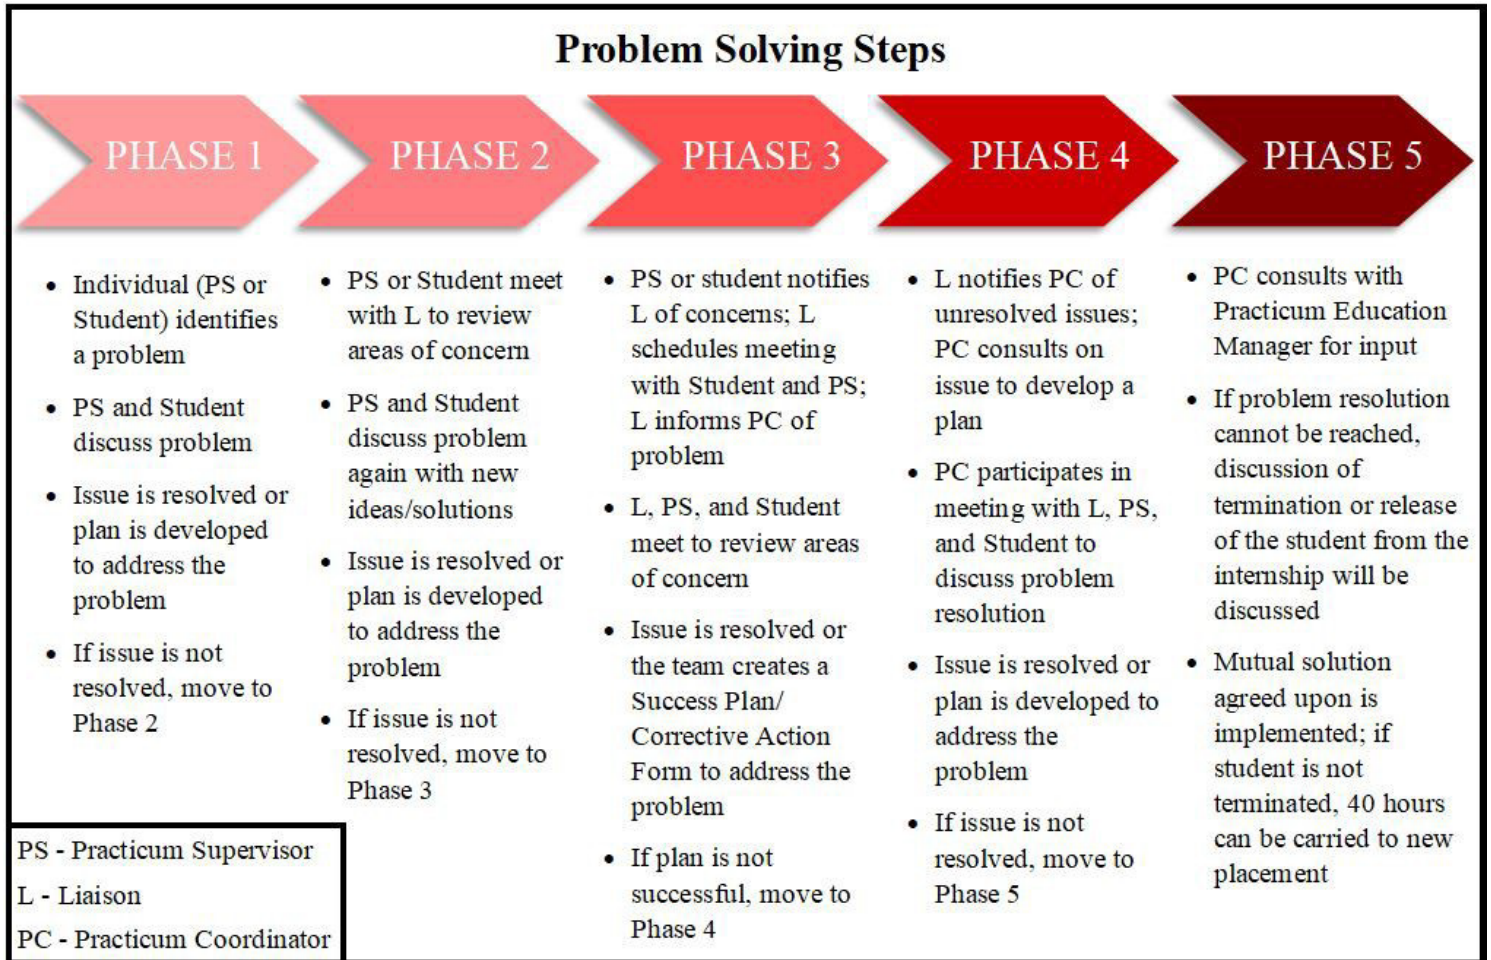 Problem Solving Steps
PHASE 1
PHASE 2
PHASE 3
PHASE 4
PHASE 5
• Individual (PS or
Student) identifies
a problem
• PS and Student
discuss problem
• Issue is resolved or
plan is developed
to address the
problem
• If issue is not
resolved, move to
Phase 2
• PS or Student meet
with L to review
areas of concern
• PS and Student
discuss problem
again with new
ideas/solutions
• Issue is resolved or
plan is developed
to address the
problem
• If issue is not
resolved, move to
Phase 3
• PS or student notifies
L of concerns; L
schedules meeting
with Student and PS;
L informs PC of
problem
• L, PS, and Student
meet to review areas
of concern
• Issue is resolved or
the team creates a
Success Plan/
Corrective Action
Form to address the
problem
• If plan is not
successful, move to
Phase 4
• L notifies PC of
unresolved issues;
PC consults on
issue to develop a
plan
• PC participates in
meeting with L, PS,
and Student to
discuss problem
resolution
• Issue is resolved or
plan is developed to
address the
problem
• If issue is not
resolved, move to
Phase 5
• PC consults with
Practicum Education
Manager for input
• If problem resolution
cannot be reached,
discussion of
termination or release
of the student from the
internship will be
discussed
• Mutual solution
agreed upon is
implemented; if
student is not
terminated, 40 hours
can be carried to new
placement
PS - Practicum Supervisor
L - Liaison
PC - Practicum Coordinator